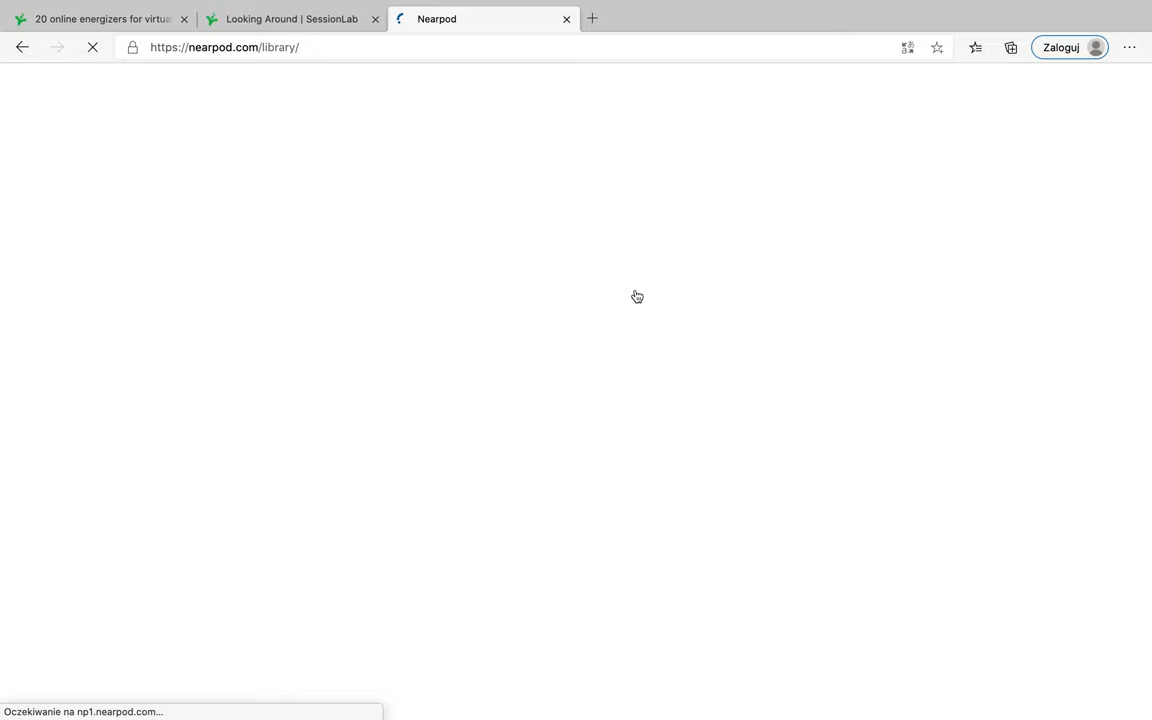 20 online energizers for virtua
Looking Around | SessionLab
Nearpod
https://nearpod.com/library/
Zaloguj
Oczekiwanie na np1.nearpod.com...